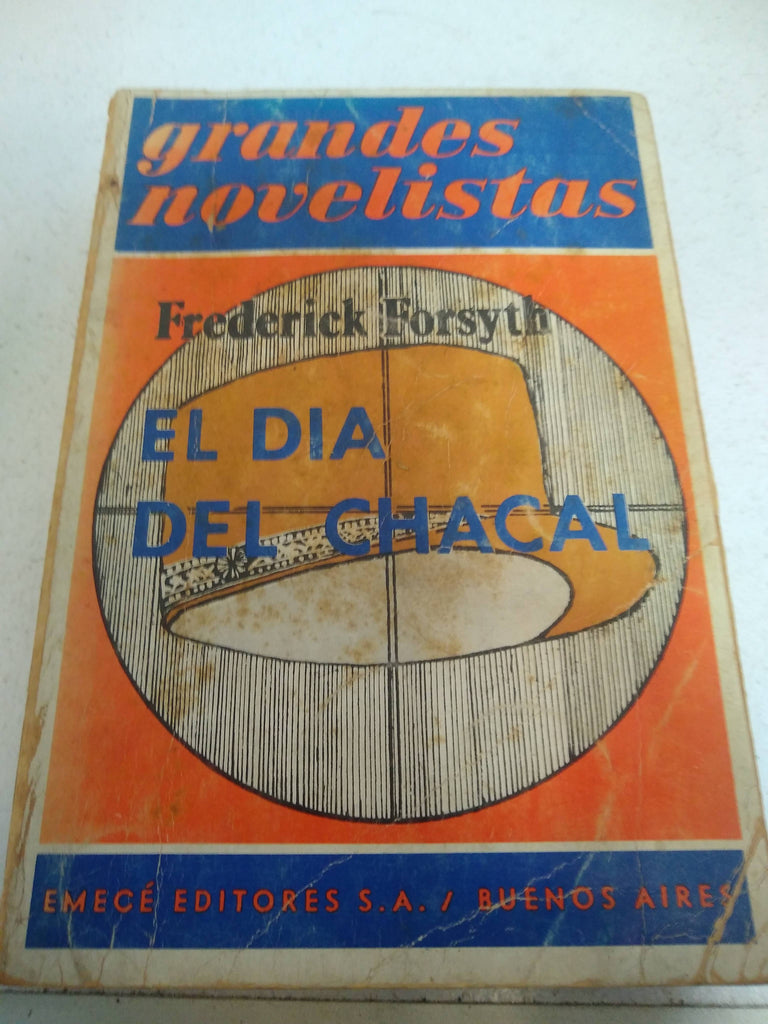 grandes
novelistas
Frederick Forsyth
EL DIA
DEL CHACAL
EMECÉ EDITORES S.A. / BUENOS AIRES